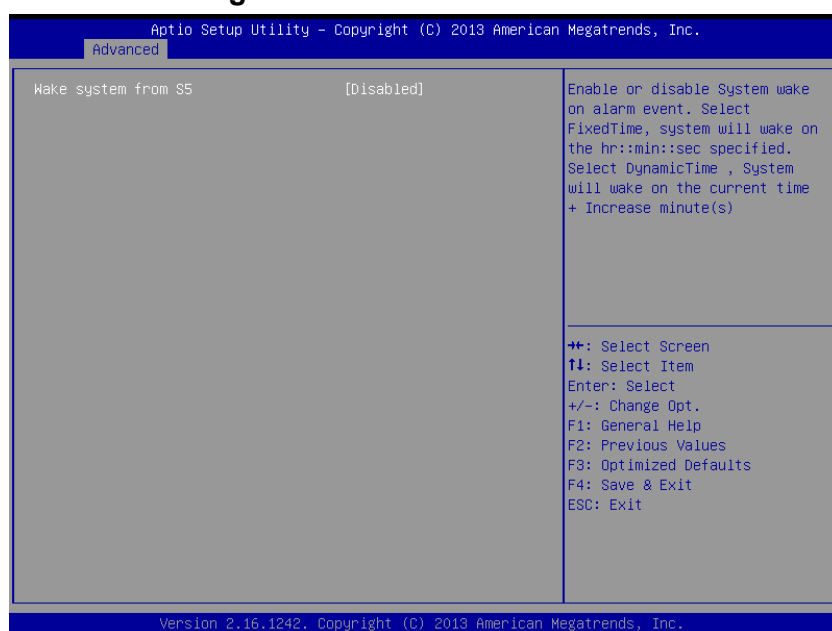 Aptio Setup Utility – Copyright (C) 2013 American Megatrends, Inc.
Advanced
Wake system from S5 [Disabled]
Enable or disable System wake
on alarm event. Select
FixedTime, system will wake on
the hr::min::sec specified.
Select DynamicTime , System
will wake on the current time
+ Increase minute(s)
→←: Select Screen
↑↓: Select Item
Enter: Select
+/-: Change Opt.
F1: General Help
F2: Previous Values
F3: Optimized Defaults
F4: Save & Exit
ESC: Exit
Version 2.16.1242. Copyright (C) 2013 American Megatrends, Inc.